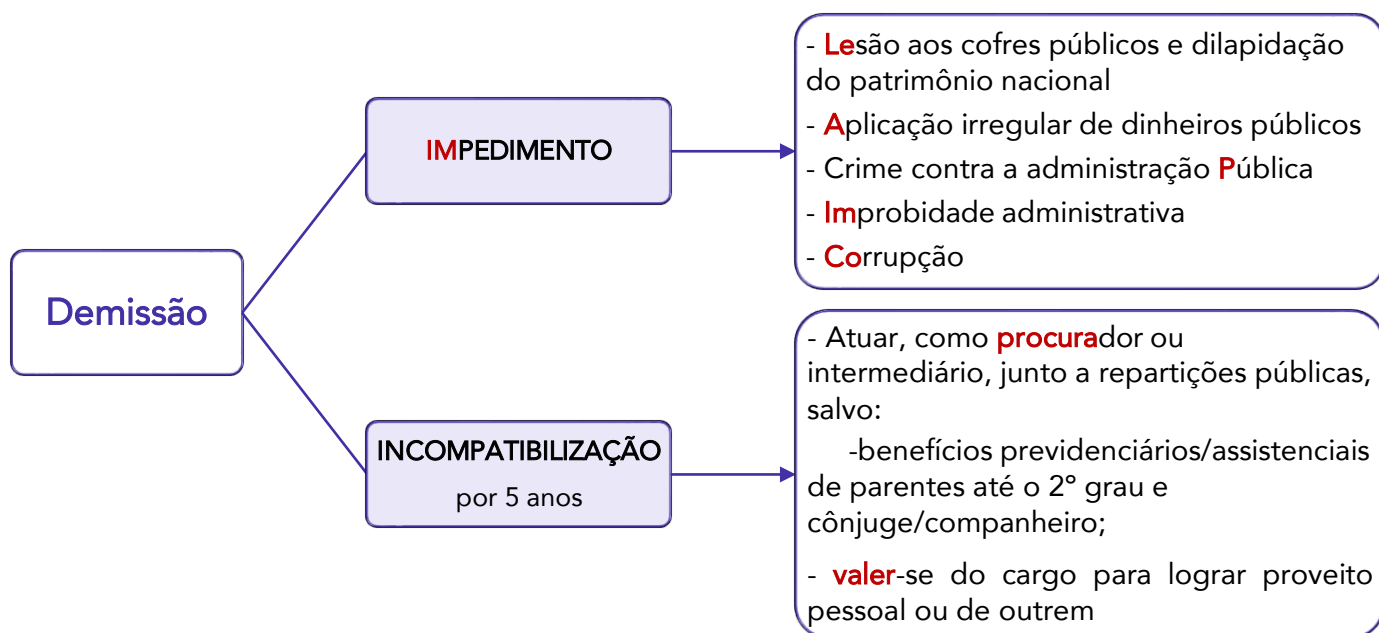 Demissão
IMPEDIMENTO
- Lesão aos cofres públicos e dilapidação
do patrimônio nacional
- Aplicação irregular de dinheiros públicos
- Crime contra a administração Pública
- Improbidade administrativa
- Corrupção
INCOMPATIBILIZAÇÃO
por 5 anos
- Atuar, como procurador ou
intermediário, junto a repartições públicas,
salvo:
-benefícios previdenciários/assistenciais
de parentes até o 2º grau e
cônjuge/companheiro;
- valer-se do cargo para lograr proveito
pessoal ou de outrem